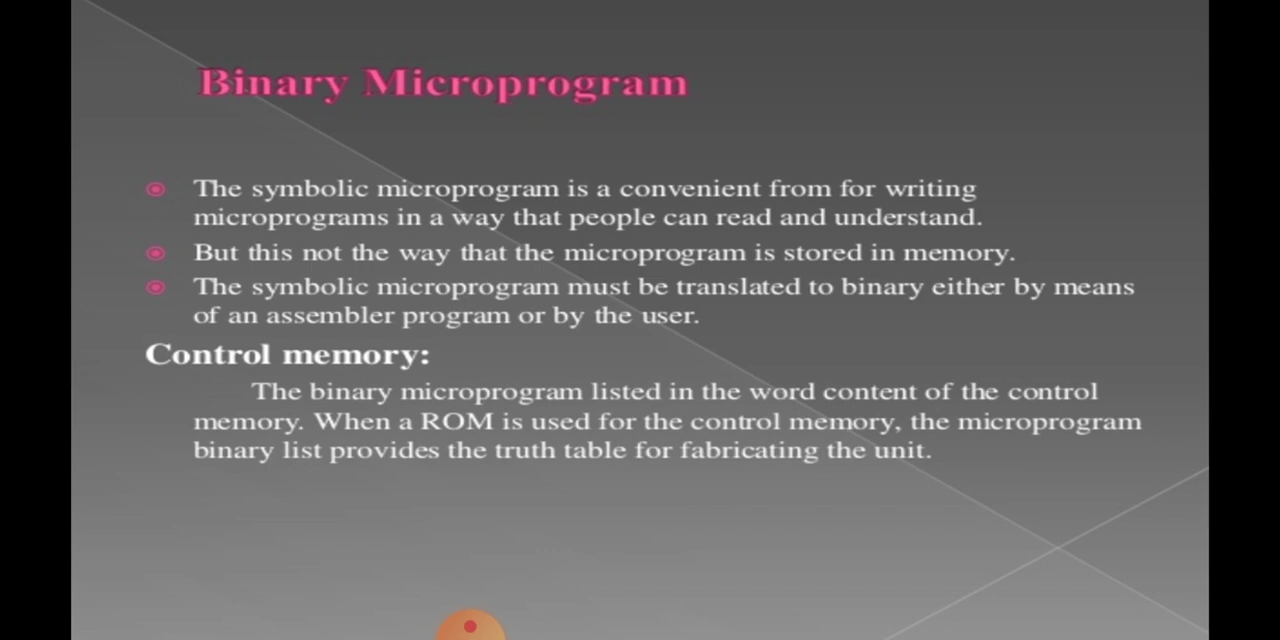 Binary Microprogram
The symbolic microprogram is a convenient from for writing
microprograms in a way that people can read and understand.
But this not the way that the microprogram is stored in memory.
The symbolic microprogram must be translated to binary either by means
of an assembler program or by the user.
Control memory:
The binary microprogram listed in the word content of the control
memory. When a ROM is used for the control memory, the microprogram
binary list provides the truth table for fabricating the unit.